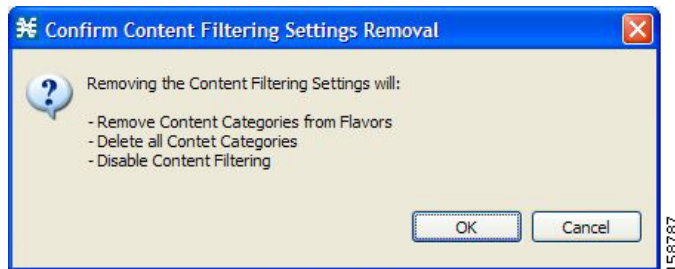 Confirm Content Filtering Settings Removal
Removing the Content Filtering Settings will:
- Remove Content Categories from Flavors
- Delete all Contet Categories
- Disable Content Filtering
OK Cancel
158787